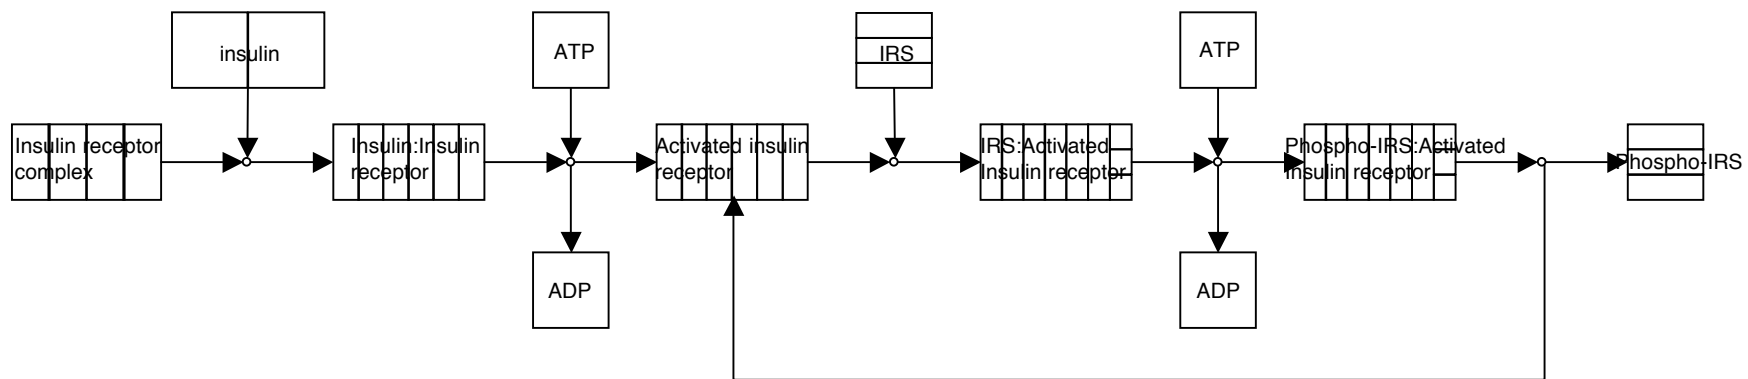 insulin
ATP
IRS
ATP
Insulin receptor
complex
Insulin:Insulin
receptor
Activated insulin
receptor
IRS:Activated
Insulin receptor
Phospho-IRS:Activated
Insulin receptor
Phospho-IRS
ADP
ADP